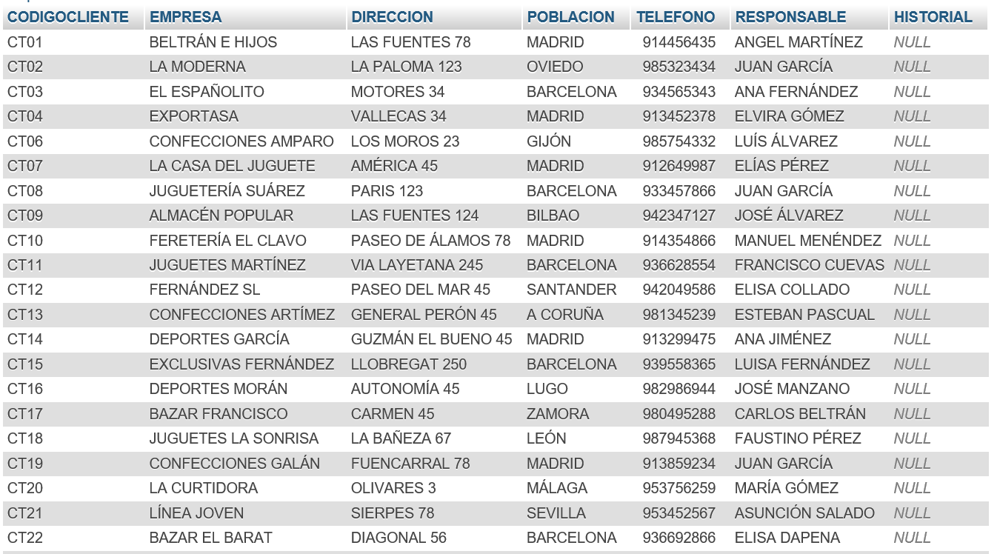 CODIGOCLIENTE EMPRESA DIRECCION POBLACION TELEFONO RESPONSABLE HISTORIAL
CT01 BELTRÁN E HIJOS LAS FUENTES 78 MADRID 914456435 ANGEL MARTÍNEZ NULL
CT02 LA MODERNA LA PALOMA 123 OVIEDO 985323434 JUAN GARCÍA NULL
CT03 EL ESPAÑOLITO MOTORES 34 BARCELONA 934565343 ANA FERNÁNDEZ NULL
CT04 EXPORTASA VALLECAS 34 MADRID 913452378 ELVIRA GÓMEZ NULL
CT06 CONFECCIONES AMPARO LOS MOROS 23 GIJÓN 985754332 LUÍS ÁLVAREZ NULL
CT07 LA CASA DEL JUGUETE AMÉRICA 45 MADRID 912649987 ELÍAS PÉREZ NULL
CT08 JUGUETERÍA SUÁREZ PARIS 123 BARCELONA 933457866 JUAN GARCÍA NULL
CT09 ALMACÉN POPULAR LAS FUENTES 124 BILBAO 942347127 JOSÉ ÁLVAREZ NULL
CT10 FERETERÍA EL CLAVO PASEO DE ÁLAMOS 78 MADRID 914354866 MANUEL MENÉNDEZ NULL
CT11 JUGUETES MARTÍNEZ VIA LAYETANA 245 BARCELONA 936628554 FRANCISCO CUEVAS NULL
CT12 FERNÁNDEZ SL PASEO DEL MAR 45 SANTANDER 942049586 ELISA COLLADO NULL
CT13 CONFECCIONES ARTÍMEZ GENERAL PERÓN 45 A CORUÑA 981345239 ESTEBAN PASCUAL NULL
CT14 DEPORTES GARCÍA GUZMÁN EL BUENO 45 MADRID 913299475 ANA JIMÉNEZ NULL
CT15 EXCLUSIVAS FERNÁNDEZ LLOBREGAT 250 BARCELONA 939558365 LUISA FERNÁNDEZ NULL
CT16 DEPORTES MORÁN AUTONOMÍA 45 LUGO 982986944 JOSÉ MANZANO NULL
CT17 BAZAR FRANCISCO CARMEN 45 ZAMORA 980495288 CARLOS BELTRÁN NULL
CT18 JUGUETES LA SONRISA LA BAÑEZA 67 LEÓN 987945368 FAUSTINO PÉREZ NULL
CT19 CONFECCIONES GALÁN FUENCARRAL 78 MADRID 913859234 JUAN GARCÍA NULL
CT20 LA CURTIDORA OLIVARES 3 MÁLAGA 953756259 MARÍA GÓMEZ NULL
CT21 LÍNEA JOVEN SIERPES 78 SEVILLA 953452567 ASUNCIÓN SALADO NULL
CT22 BAZAR EL BARAT DIAGONAL 56 BARCELONA 936692866 ELISA DAPENA NULL